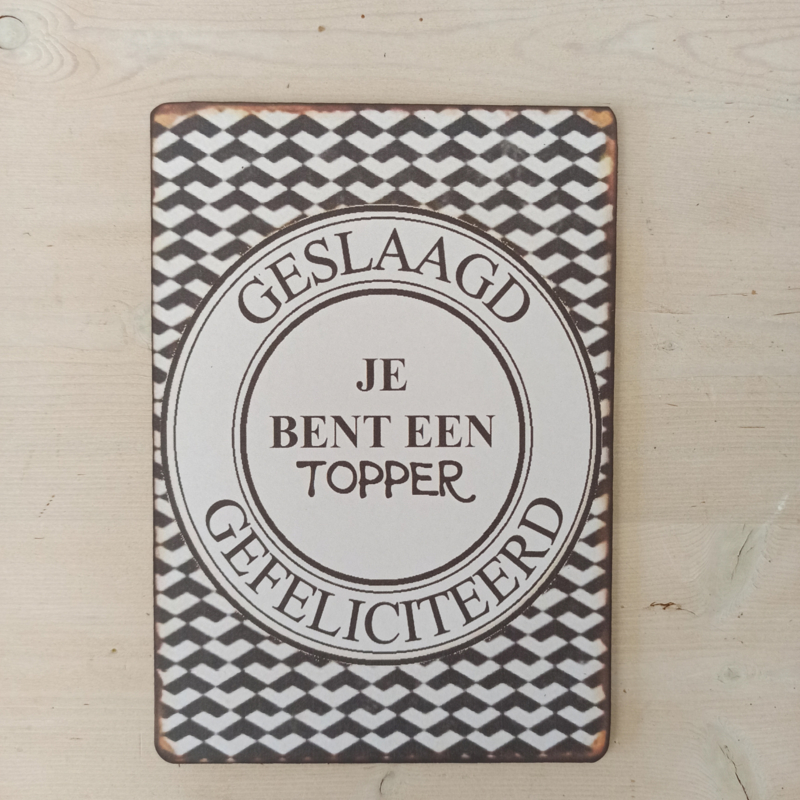 GESLAAGD
JE
BENT EEN
TOPPER
GEFELICITEERD